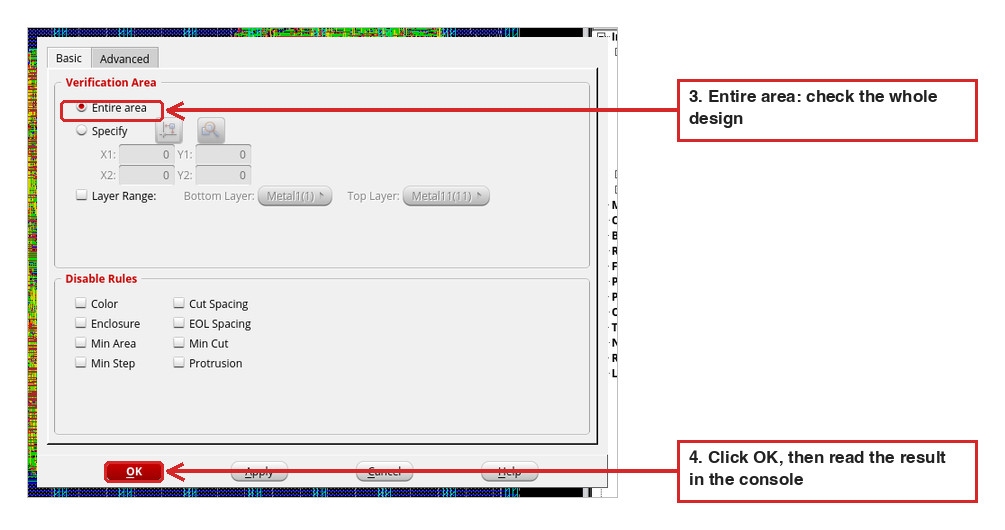 Basic
Advanced
Verification Area
Entire area
3. Entire area: check the whole
design
Specify
X1: 0 Y1: 0
X2: 0 Y2: 0
Layer Range: Bottom Layer: Metal1(1) Top Layer: Metal11(11)
Disable Rules
Color
Cut Spacing
Enclosure
EOL Spacing
Min Area
Min Cut
Min Step
Protrusion
M
C
B
R
F
P
P
C
T
N
R
L
OK
Apply
Cancel
Help
4. Click OK, then read the result
in the console